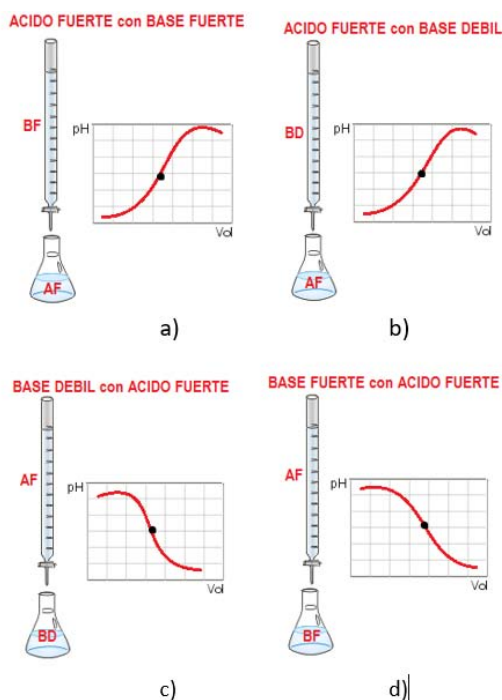 ACIDO FUERTE con BASE FUERTE
BF
pH
Vol
AF
a)
ACIDO FUERTE con BASE DEBIL
BD
pH
Vol
AF
b)
BASE DEBIL con ACIDO FUERTE
AF
pH
Vol
BD
c)
BASE FUERTE con ACIDO FUERTE
AF
pH
Vol
BF
d)